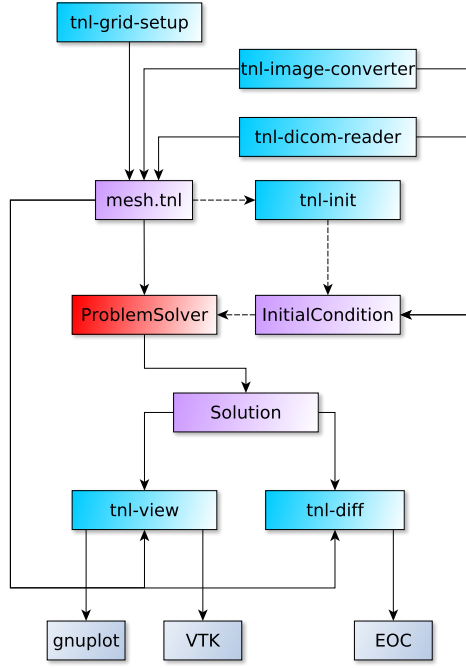 tnl-grid-setup
tnl-image-converter
tnl-dicom-reader
mesh.tnl
tnl-init
ProblemSolver
InitialCondition
Solution
tnl-view
tnl-diff
gnuplot
VTK
EOC